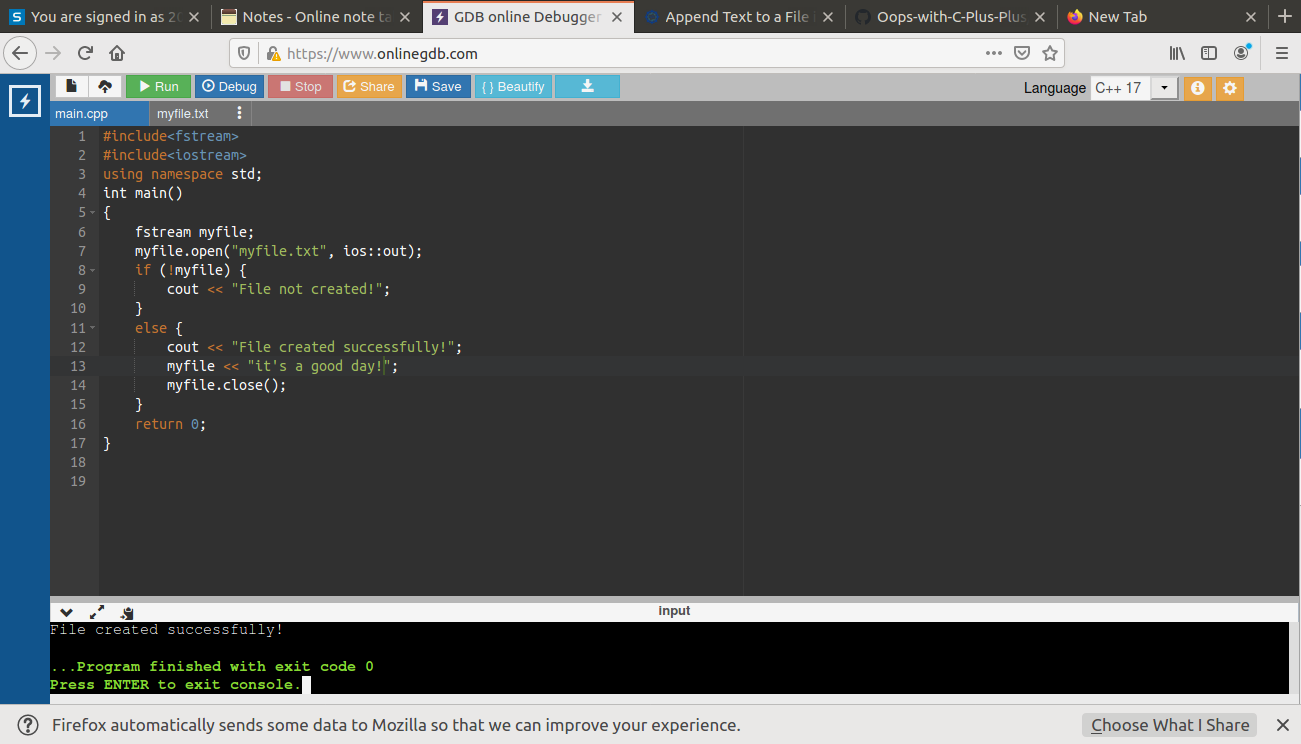 You are signed in as 20
Notes - Online note ta
GDB online Debugger
Append Text to a File i
Oops-with-C-Plus-Plus
New Tab
https://www.onlinegdb.com
Run Debug Stop Share Save { } Beautify Language C++ 17
main.cpp myfile.txt
1 #include<fstream>
2 #include<iostream>
3 using namespace std;
4 int main()
5 {
6 fstream myfile;
7 myfile.open("myfile.txt", ios::out);
8 if (!myfile) {
9 cout << "File not created!";
10 }
11 else {
12 cout << "File created successfully!";
13 myfile << "it's a good day!";
14 myfile.close();
15 }
16 return 0;
17 }
18
19
input
File created successfully!
...Program finished with exit code 0
Press ENTER to exit console.
Firefox automatically sends some data to Mozilla so that we can improve your experience. Choose What I Share